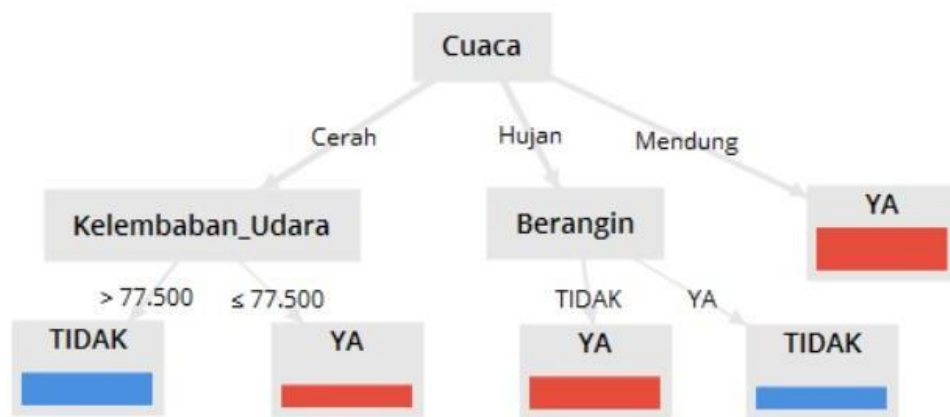 Cuaca
Cerah
Hujan
Mendung
Kelembaban_Udara
Berangin
YA
> 77.500
≤ 77.500
TIDAK
YA
TIDAK
YA
YA
TIDAK